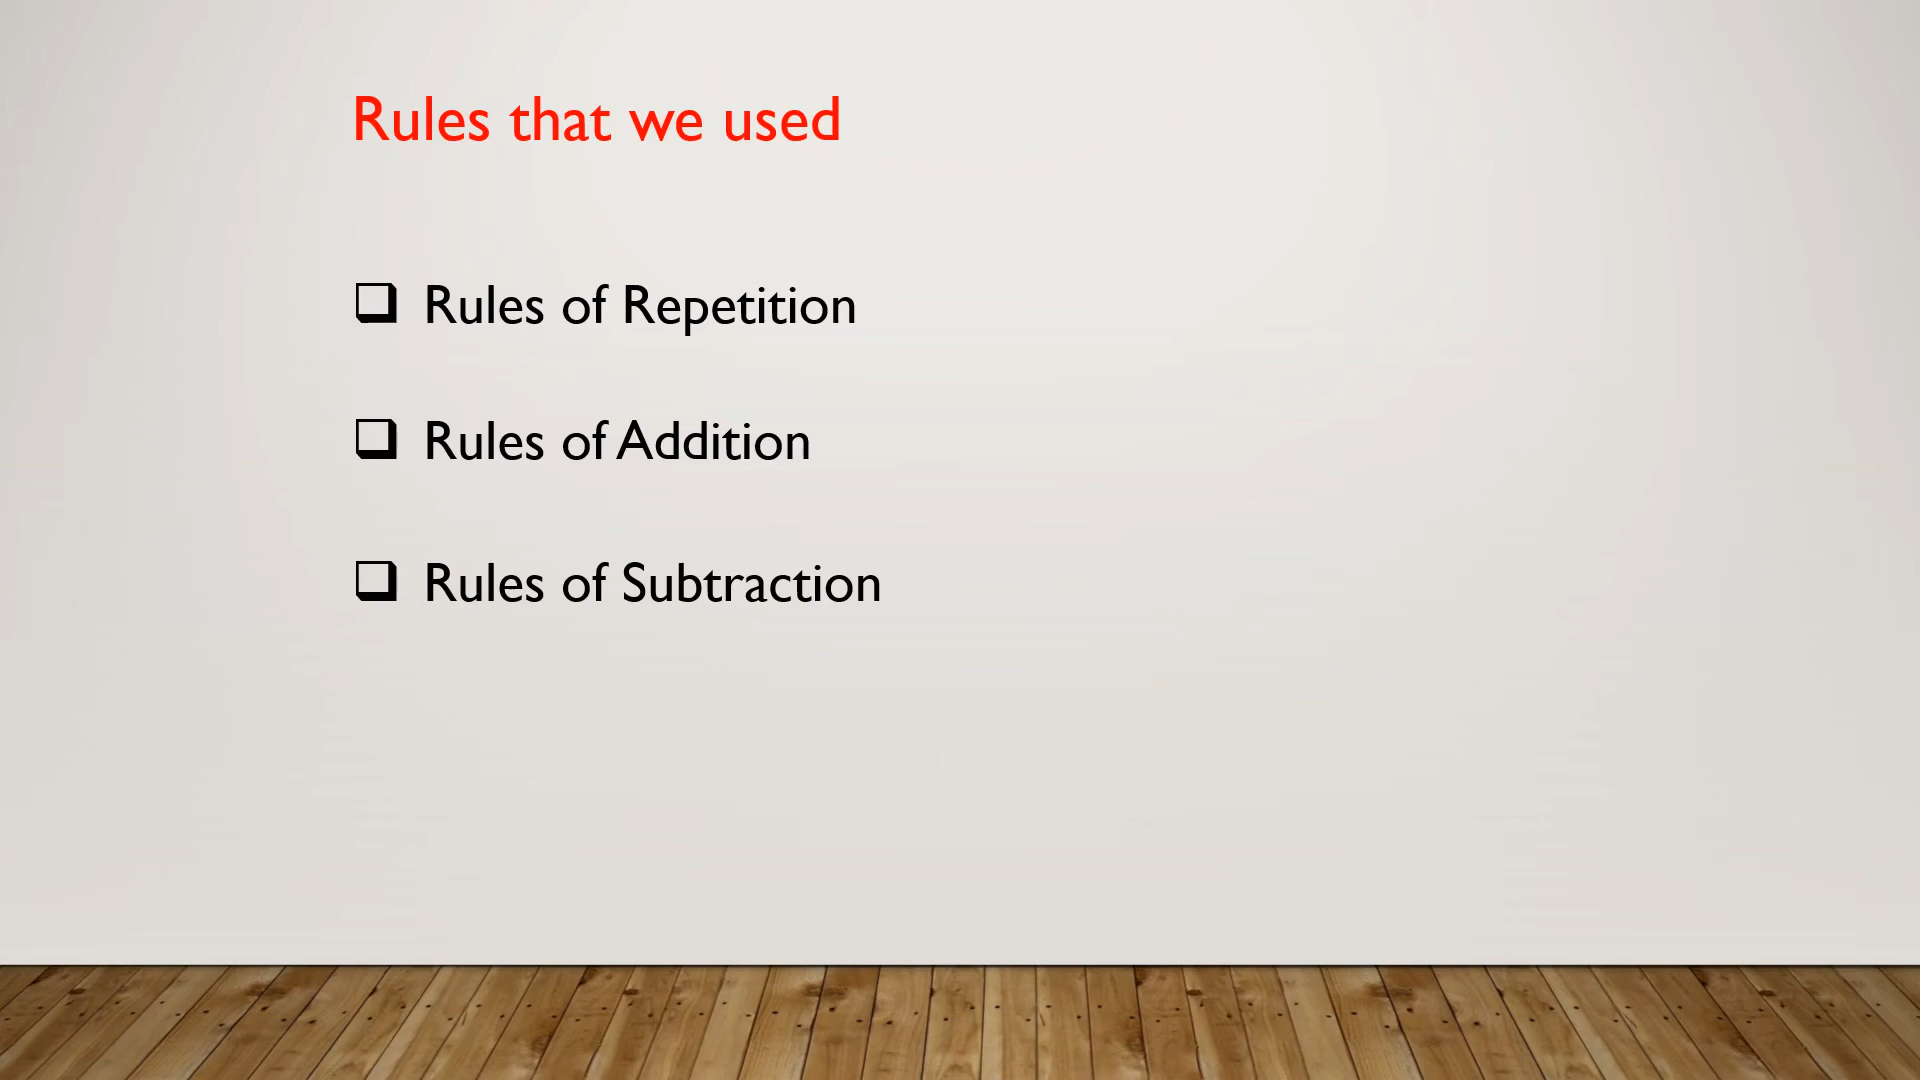 Rules that we used
❑ Rules of Repetition
❑ Rules of Addition
❑ Rules of Subtraction